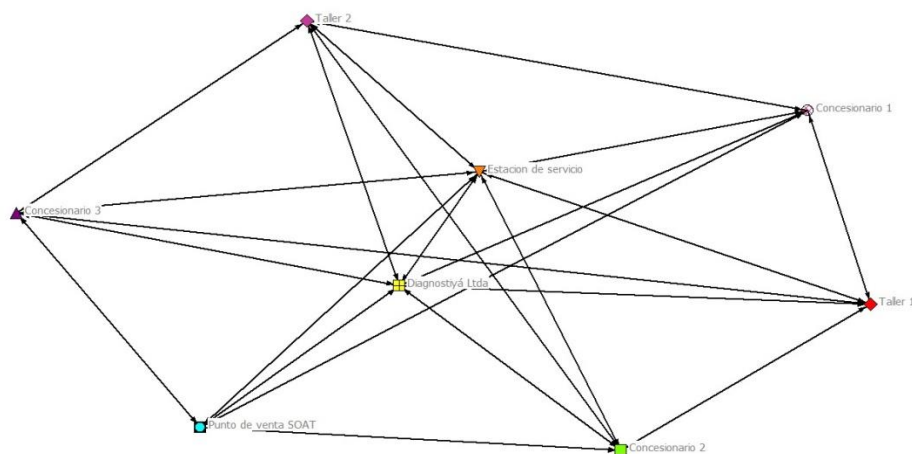 Taller 2
Concesionario 1
Estacion de servicio
Concesionario 3
Diagnostiyá Ltda
Taller 1
Punto de venta SOAT
Concesionario 2